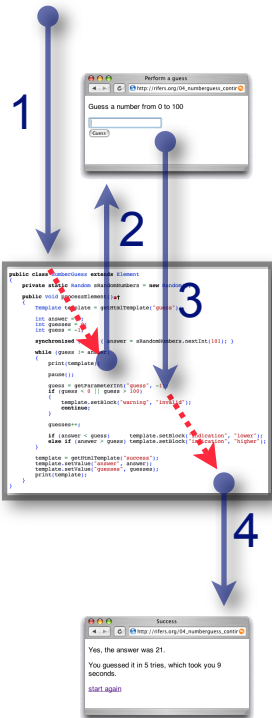 1
Perform a guess
http://rifers.org/04_numberguess_contir
Guess a number from 0 to 100
Guess
2
3
public class NumberGuess extends Element
{
private static Random sRandomNumbers = new Random();
public void processElement()
{
Template template = getHtmlTemplate("guess");
int answer = 0;
int guesses = 0;
int guess = -1;
synchronized { answer = sRandomNumbers.nextInt(101); }
while (guess != answer)
{
print(template);
pause();
guess = getParameterInt("guess", -1);
if (guess < 0 || guess > 100)
{
template.setBlock("warning", "invalid");
continue;
}
guesses++;
if (answer < guess) template.setBlock("indication", "lower");
else if (answer > guess) template.setBlock("indication", "higher");
}
template = getHtmlTemplate("success");
template.setValue("answer", answer);
template.setValue("guesses", guesses);
print(template);
}
}
4
Success
http://rifers.org/04_numberguess_contir
Yes, the answer was 21.
You guessed it in 5 tries, which took you 9
seconds.
start again